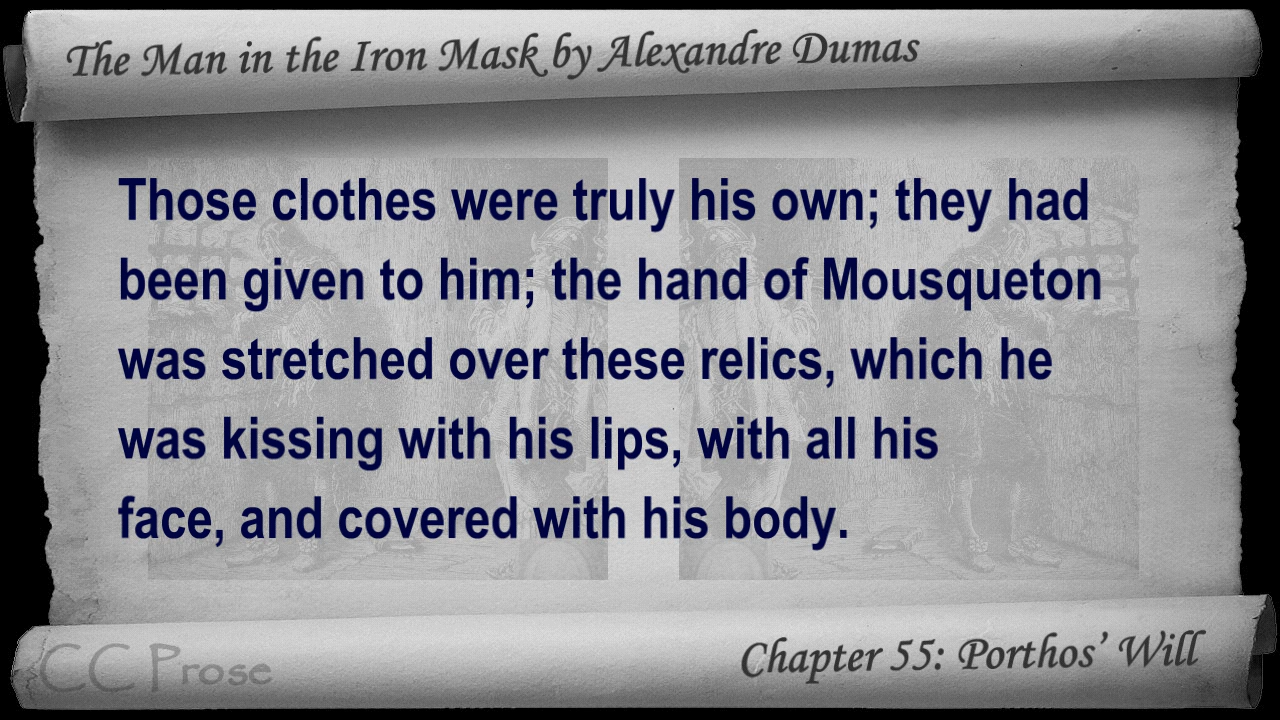 The Man in the Iron Mask by Alexandre Dumas
Those clothes were truly his own; they had
been given to him; the hand of Mousqueton
was stretched over these relics, which he
was kissing with his lips, with all his
face, and covered with his body.
CC Prose
Chapter 55: Porthos’ Will